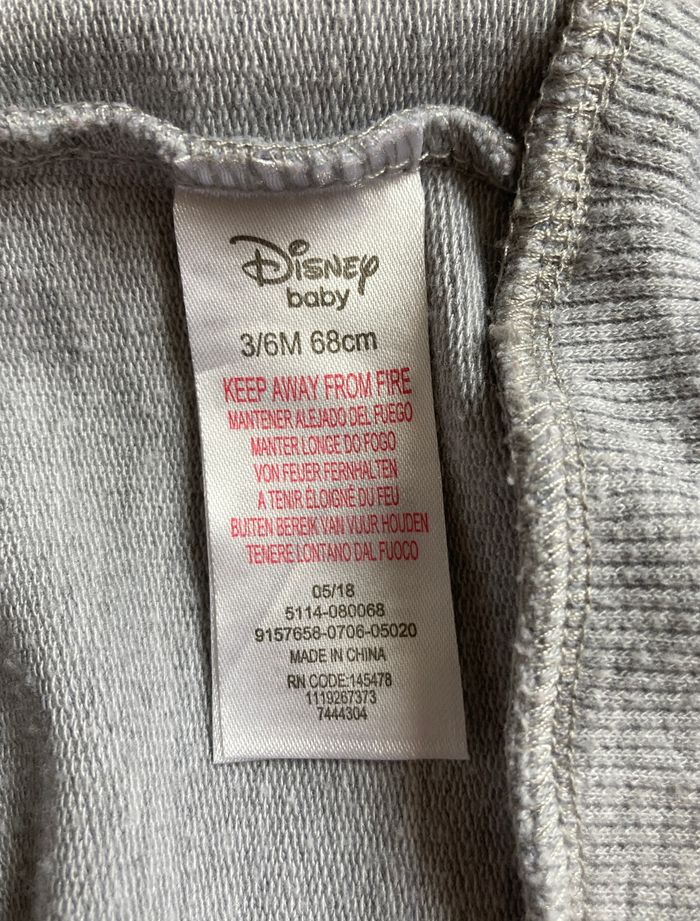 Disney
baby
3/6M 68cm
KEEP AWAY FROM FIRE
MANTENER ALEJADO DEL FUEGO
MANTER LONGE DO FOGO
VON FEUER FERNHALTEN
A TENIR ÉLOIGNÉ DU FEU
BUITEN BEREIK VAN VUUR HOUDEN
TENERE LONTANO DAL FUOCO
05/18
5114-080068
9157658-0706-05020
MADE IN CHINA
RN CODE:145478
1119267373
7444304